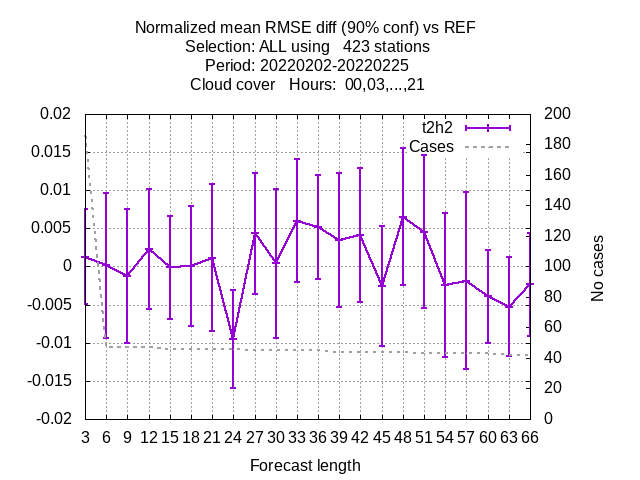 Normalized mean RMSE diff (90% conf) vs REF
Selection: ALL using   423 stations
Period: 20220202-20220225
Cloud cover   Hours:  00,03,...,21
t2h2
Cases
0.02
0.015
0.01
0.005
0
-0.005
-0.01
-0.015
-0.02
200
180
160
140
120
100
80
60
40
20
0
No cases
3 6 9 12 15 18 21 24 27 30 33 36 39 42 45 48 51 54 57 60 63 66
Forecast length